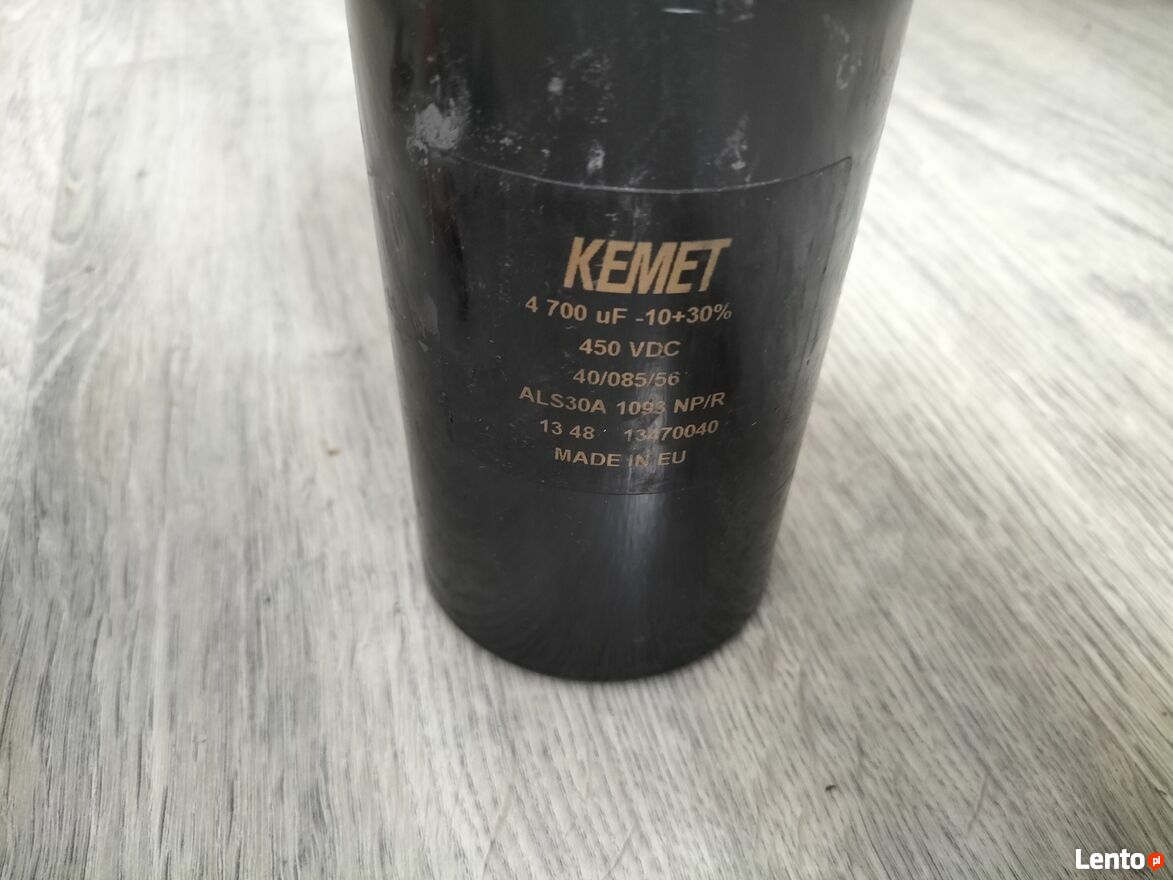 KEMET
4 700 uF -10+30%
450 VDC
40/085/56
ALS30A 1093 NP/R
13 48 13470040
MADE IN EU
Lento.pl